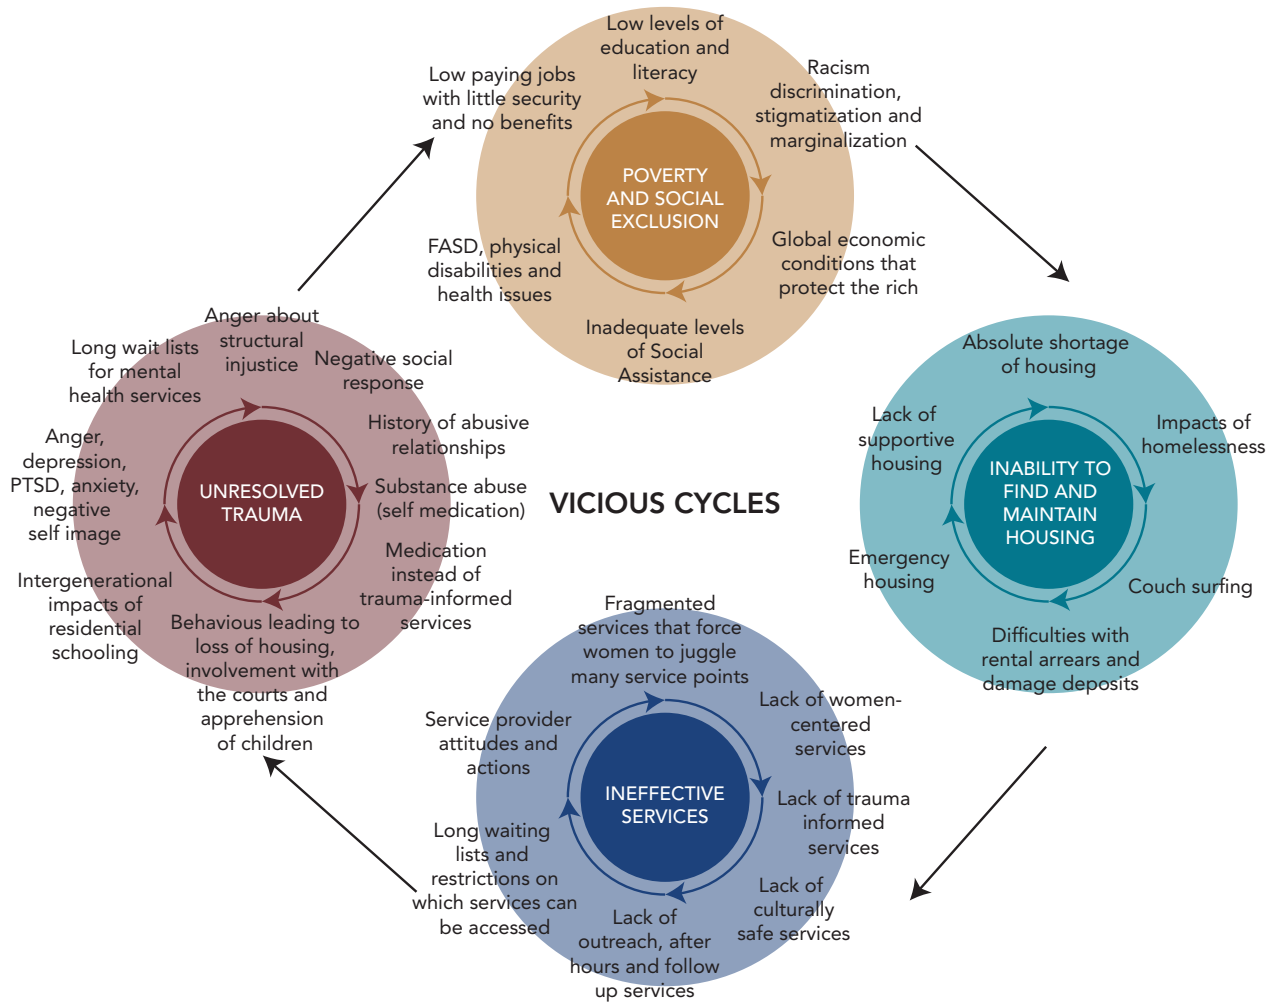 Low levels of
education and
literacy
Racism
discrimination,
stigmatization and
marginalization
Global economic
conditions that
protect the rich
Inadequate levels
of Social
Assistance
FASD, physical
disabilities and
health issues
Low paying jobs
with little security
and no benefits
POVERTY
AND SOCIAL
EXCLUSION
Absolute shortage
of housing
Impacts of
homelessness
Couch surfing
Difficulties with
rental arrears and
damage deposits
Emergency
housing
Lack of
supportive
housing
INABILITY TO
FIND AND
MAINTAIN
HOUSING
VICIOUS CYCLES
Fragmented
services that force
women to juggle
many service points
Lack of women-
centered
services
Lack of trauma
informed
services
Lack of
culturally
safe services
Lack of
outreach, after
hours and follow
up services
Long waiting
lists and
restrictions on
which services can
be accessed
Service provider
attitudes and
actions
INEFFECTIVE
SERVICES
Anger about
structural
injustice
Negative social
response
History of abusive
relationships
Substance abuse
(self medication)
Medication
instead of
trauma-informed
services
Behavious leading to
loss of housing,
involvement with
the courts and
apprehension
of children
Intergenerational
impacts of
residential
schooling
Anger,
depression,
PTSD, anxiety,
negative
self image
Long wait lists
for mental
health services
UNRESOLVED
TRAUMA